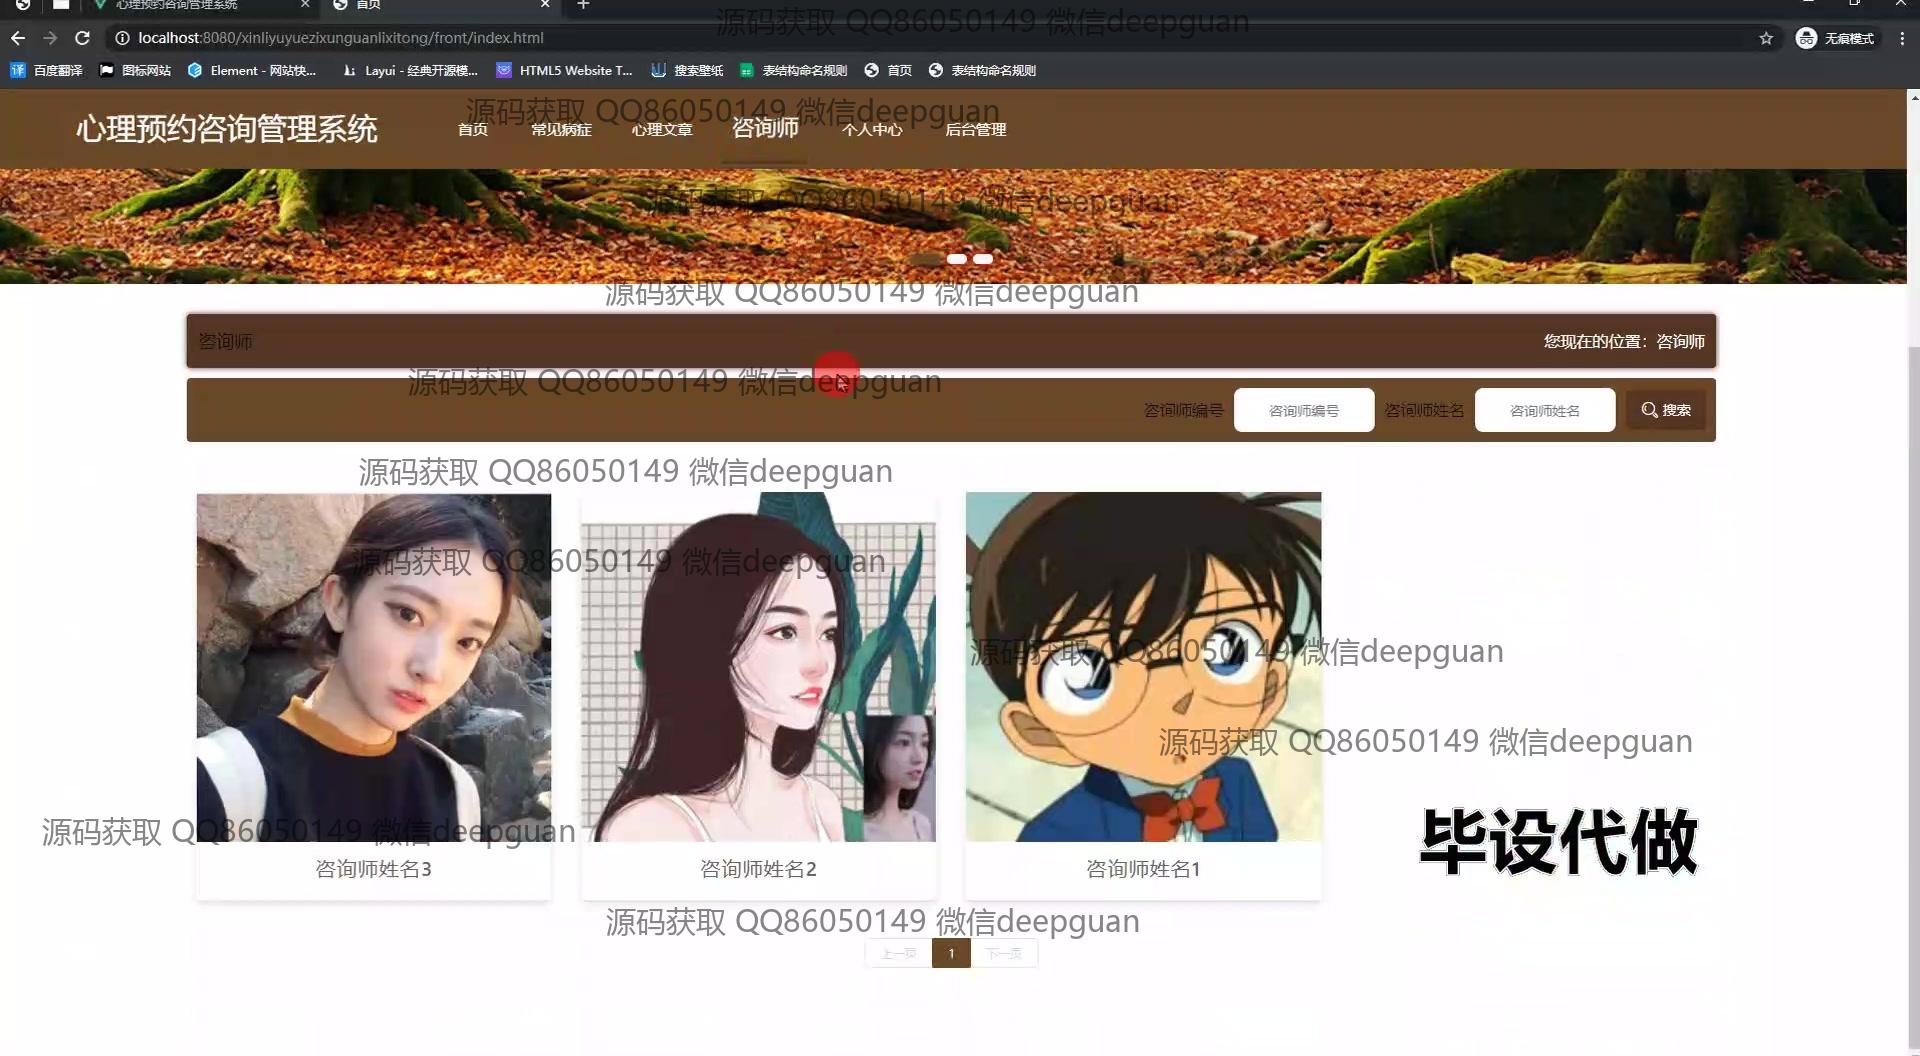 心理预约咨询管理系统
首页
源码获取 QQ86050149 微信deepguan
localhost:8080/xinliyuyuezixunguanlixitong/front/index.html
无痕模式
百度翻译
图标网站
Element - 网站快...
Layui - 经典开源模...
HTML5 Website T...
搜索壁纸
表结构命名规则
首页
表结构命名规则
源码获取 QQ86050149 微信deepguan
心理预约咨询管理系统
首页
常见病症
心理文章
咨询师
个人中心
后台管理
源码获取 QQ86050149 微信deepguan
源码获取 QQ86050149 微信deepguan
咨询师
您现在的位置：咨询师
源码获取 QQ86050149 微信deepguan
咨询师编号
咨询师编号
咨询师姓名
咨询师姓名
搜索
源码获取 QQ86050149 微信deepguan
源码获取 QQ86050149 微信deepguan
源码获取 QQ86050149 微信deepguan
源码获取 QQ86050149 微信deepguan
源码获取 QQ86050149 微信deepguan
毕设代做
咨询师姓名3
咨询师姓名2
咨询师姓名1
源码获取 QQ86050149 微信deepguan
上一页
1
下一页